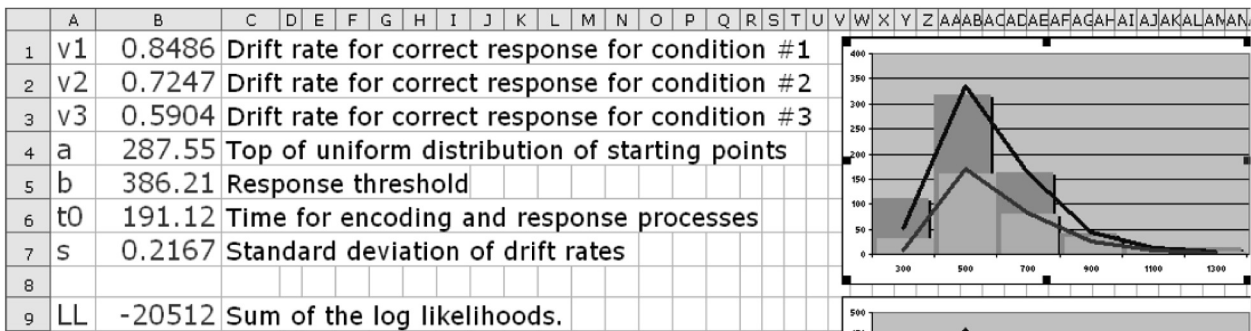 A B C D E F G H I J K L M N O P Q R S T U V W X Y Z AA AB AC AD AE AF AG AH AI AJ AK AL AM AN
1 v1 0.8486 Drift rate for correct response for condition #1
2 v2 0.7247 Drift rate for correct response for condition #2
3 v3 0.5904 Drift rate for correct response for condition #3
4 a 287.55 Top of uniform distribution of starting points
5 b 386.21 Response threshold
6 t0 191.12 Time for encoding and response processes
7 s 0.2167 Standard deviation of drift rates
8
9 LL -20512 Sum of the log likelihoods.
400
350
300
250
200
150
100
50
0
300 500 700 900 1100 1300
500